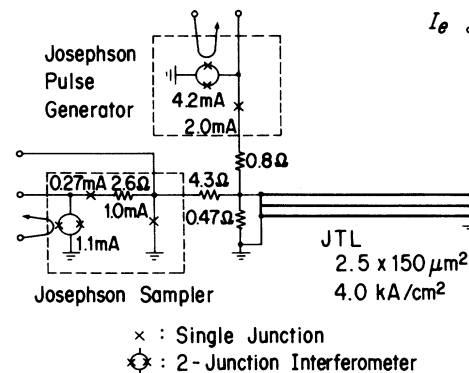 I_e
Josephson
Pulse
Generator
4.2mA
2.0mA
0.8Ω
0.27mA 2.6Ω 4.3Ω
1.0mA 0.47Ω
1.1mA
JTL
2.5 x 150 μm²
4.0 kA/cm²
Josephson Sampler
× : Single Junction
: 2-Junction Interferometer